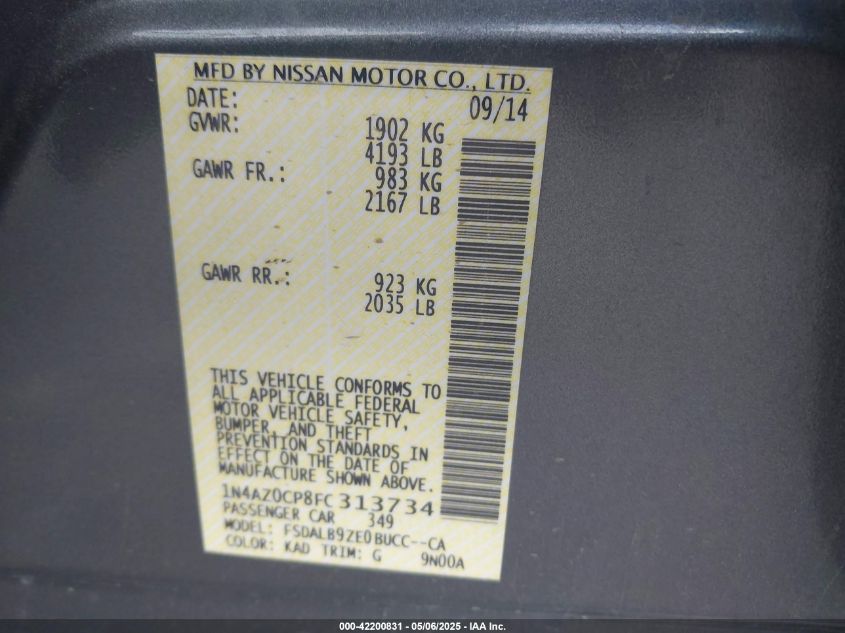 MFD BY NISSAN MOTOR CO., LTD.
DATE: 09/14
GVWR: 1902 KG
4193 LB
GAWR FR.: 983 KG
2167 LB
GAWR RR.: 923 KG
2035 LB
THIS VEHICLE CONFORMS TO
ALL APPLICABLE FEDERAL
MOTOR VEHICLE SAFETY,
BUMPER, AND THEFT
PREVENTION STANDARDS IN
EFFECT ON THE DATE OF
MANUFACTURE SHOWN ABOVE.
1N4AZ0CP8FC313734
PASSENGER CAR 349
MODEL: FSDALB9ZE0BUCC--CA
COLOR: KAD TRIM: G 9N00A
000-42200831 - 05/06/2025 - IAA Inc.